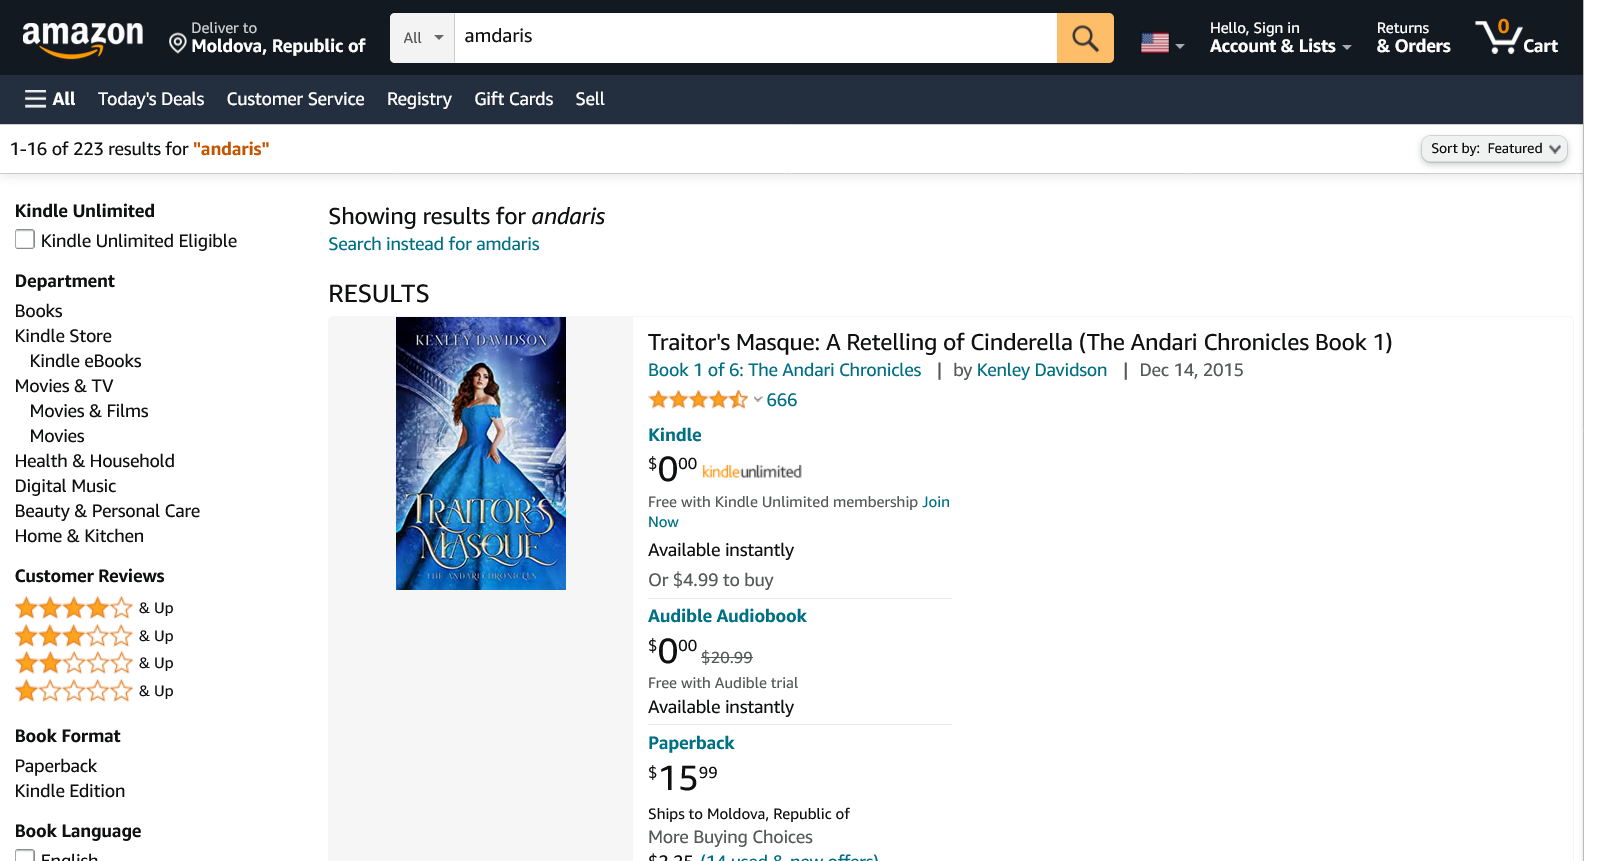 amazon
Deliver to
Moldova, Republic of
All
amdaris
Hello, Sign in
Account & Lists
Returns
& Orders
0
Cart
All
Today's Deals
Customer Service
Registry
Gift Cards
Sell
1-16 of 223 results for "andaris"
Sort by: Featured
Kindle Unlimited
Kindle Unlimited Eligible
Department
Books
Kindle Store
Kindle eBooks
Movies & TV
Movies & Films
Movies
Health & Household
Digital Music
Beauty & Personal Care
Home & Kitchen
Customer Reviews
& Up
& Up
& Up
& Up
Book Format
Paperback
Kindle Edition
Book Language
English
Showing results for andaris
Search instead for amdaris
RESULTS
KENLEY DAVIDSON
TRAITOR'S
MASQUE
THE ANDARI CHRONICLES
Traitor's Masque: A Retelling of Cinderella (The Andari Chronicles Book 1)
Book 1 of 6: The Andari Chronicles | by Kenley Davidson | Dec 14, 2015
666
Kindle
$000 kindleunlimited
Free with Kindle Unlimited membership Join
Now
Available instantly
Or $4.99 to buy
Audible Audiobook
$000 $20.99
Free with Audible trial
Available instantly
Paperback
$1599
Ships to Moldova, Republic of
More Buying Choices
$2.25 (14 used & new offers)